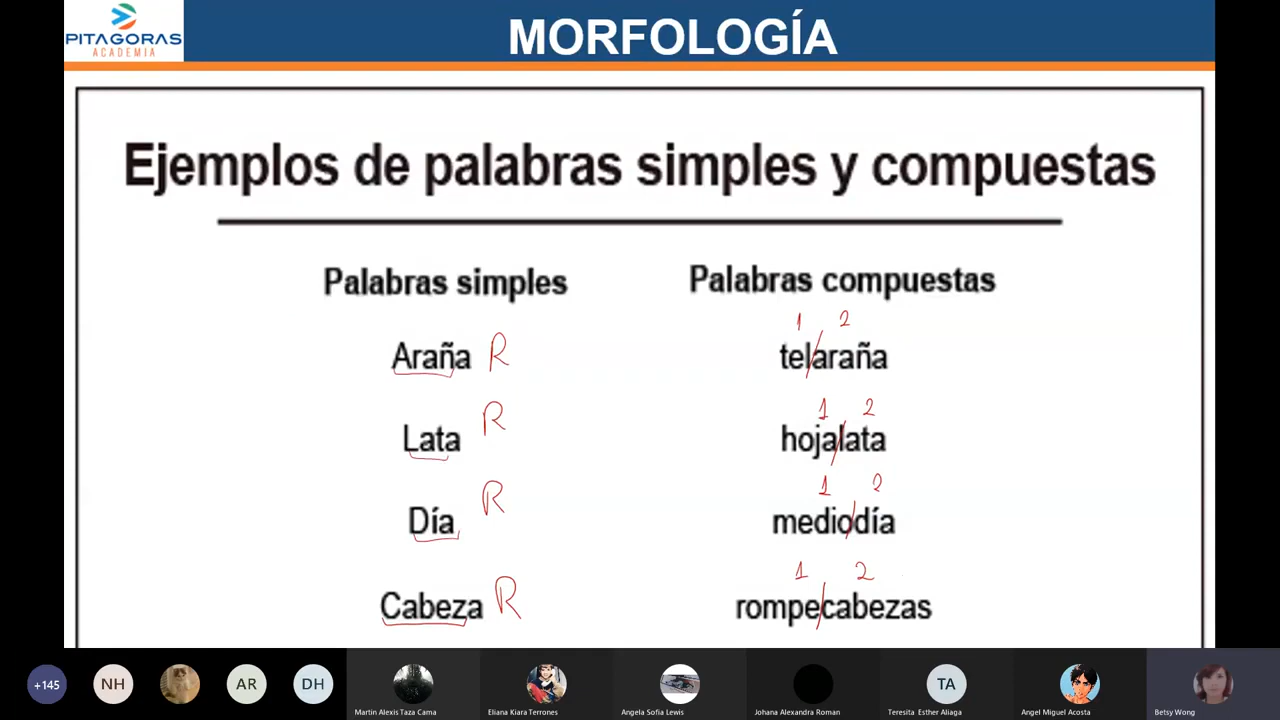 PITAGORAS
ACADEMIA
MORFOLOGÍA
Ejemplos de palabras simples y compuestas
Palabras simples
Palabras compuestas
1 2
Araña R
telaraña
R
1 2
Lata
hojalata
R
1 2
Día
mediodía
1 2
Cabeza R
rompecabezas
+145
NH
AR
DH
TA
Martín Alexis Taza Cama
Eliana Kiara Terrones
Angela Sofia Lewis
Johana Alexandra Roman
Teresita Esther Aliaga
Angel Miguel Acosta
Betsy Wong